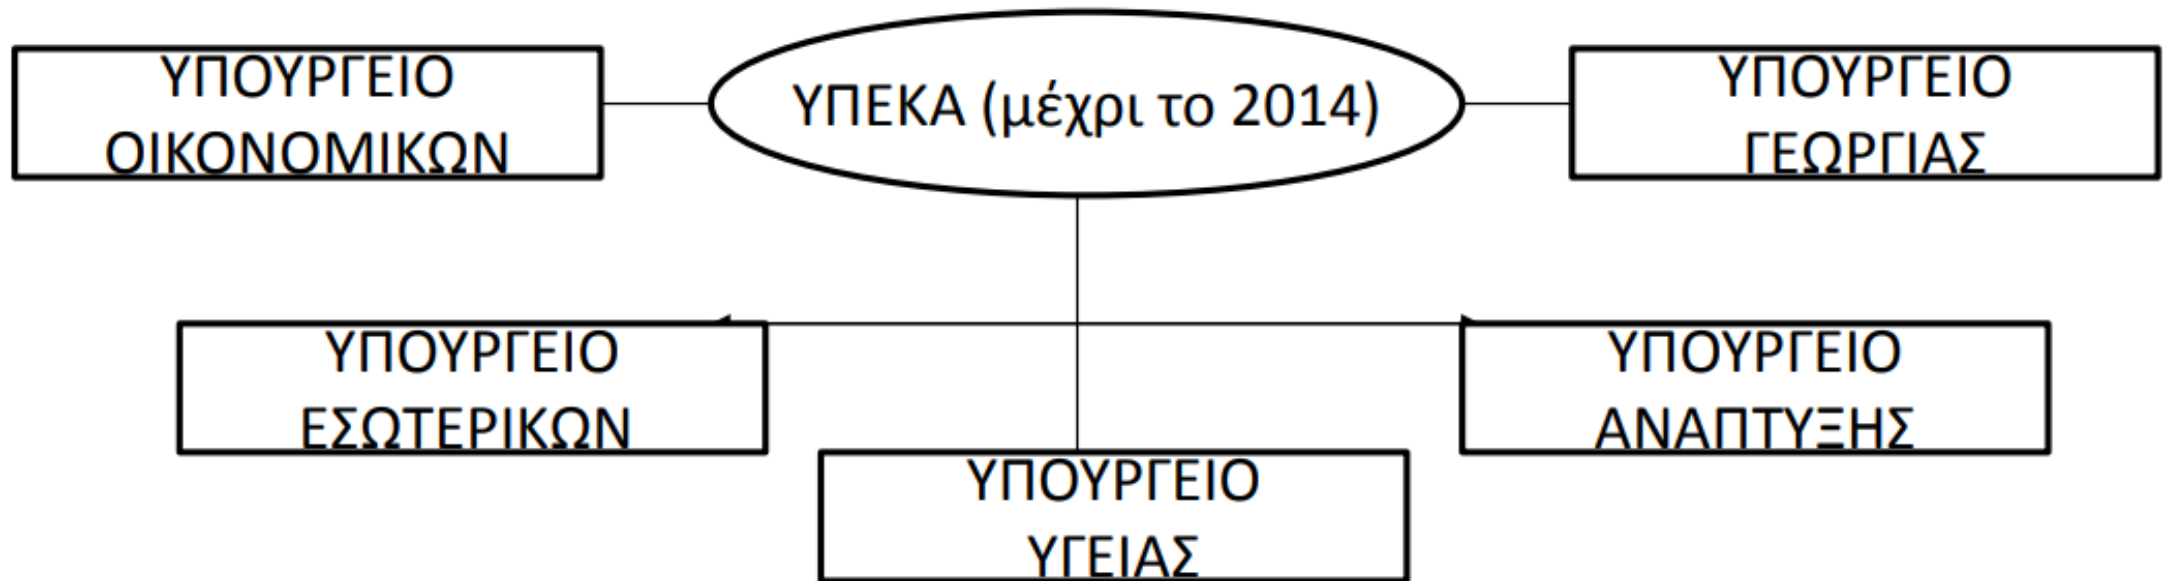 ΥΠΟΥΡΓΕΙΟ
ΟΙΚΟΝΟΜΙΚΩΝ
ΥΠΕΚΑ (μέχρι το 2014)
ΥΠΟΥΡΓΕΙΟ
ΓΕΩΡΓΙΑΣ
ΥΠΟΥΡΓΕΙΟ
ΕΣΩΤΕΡΙΚΩΝ
ΥΠΟΥΡΓΕΙΟ
ΑΝΑΠΤΥΞΗΣ
ΥΠΟΥΡΓΕΙΟ
ΥΓΕΙΑΣ